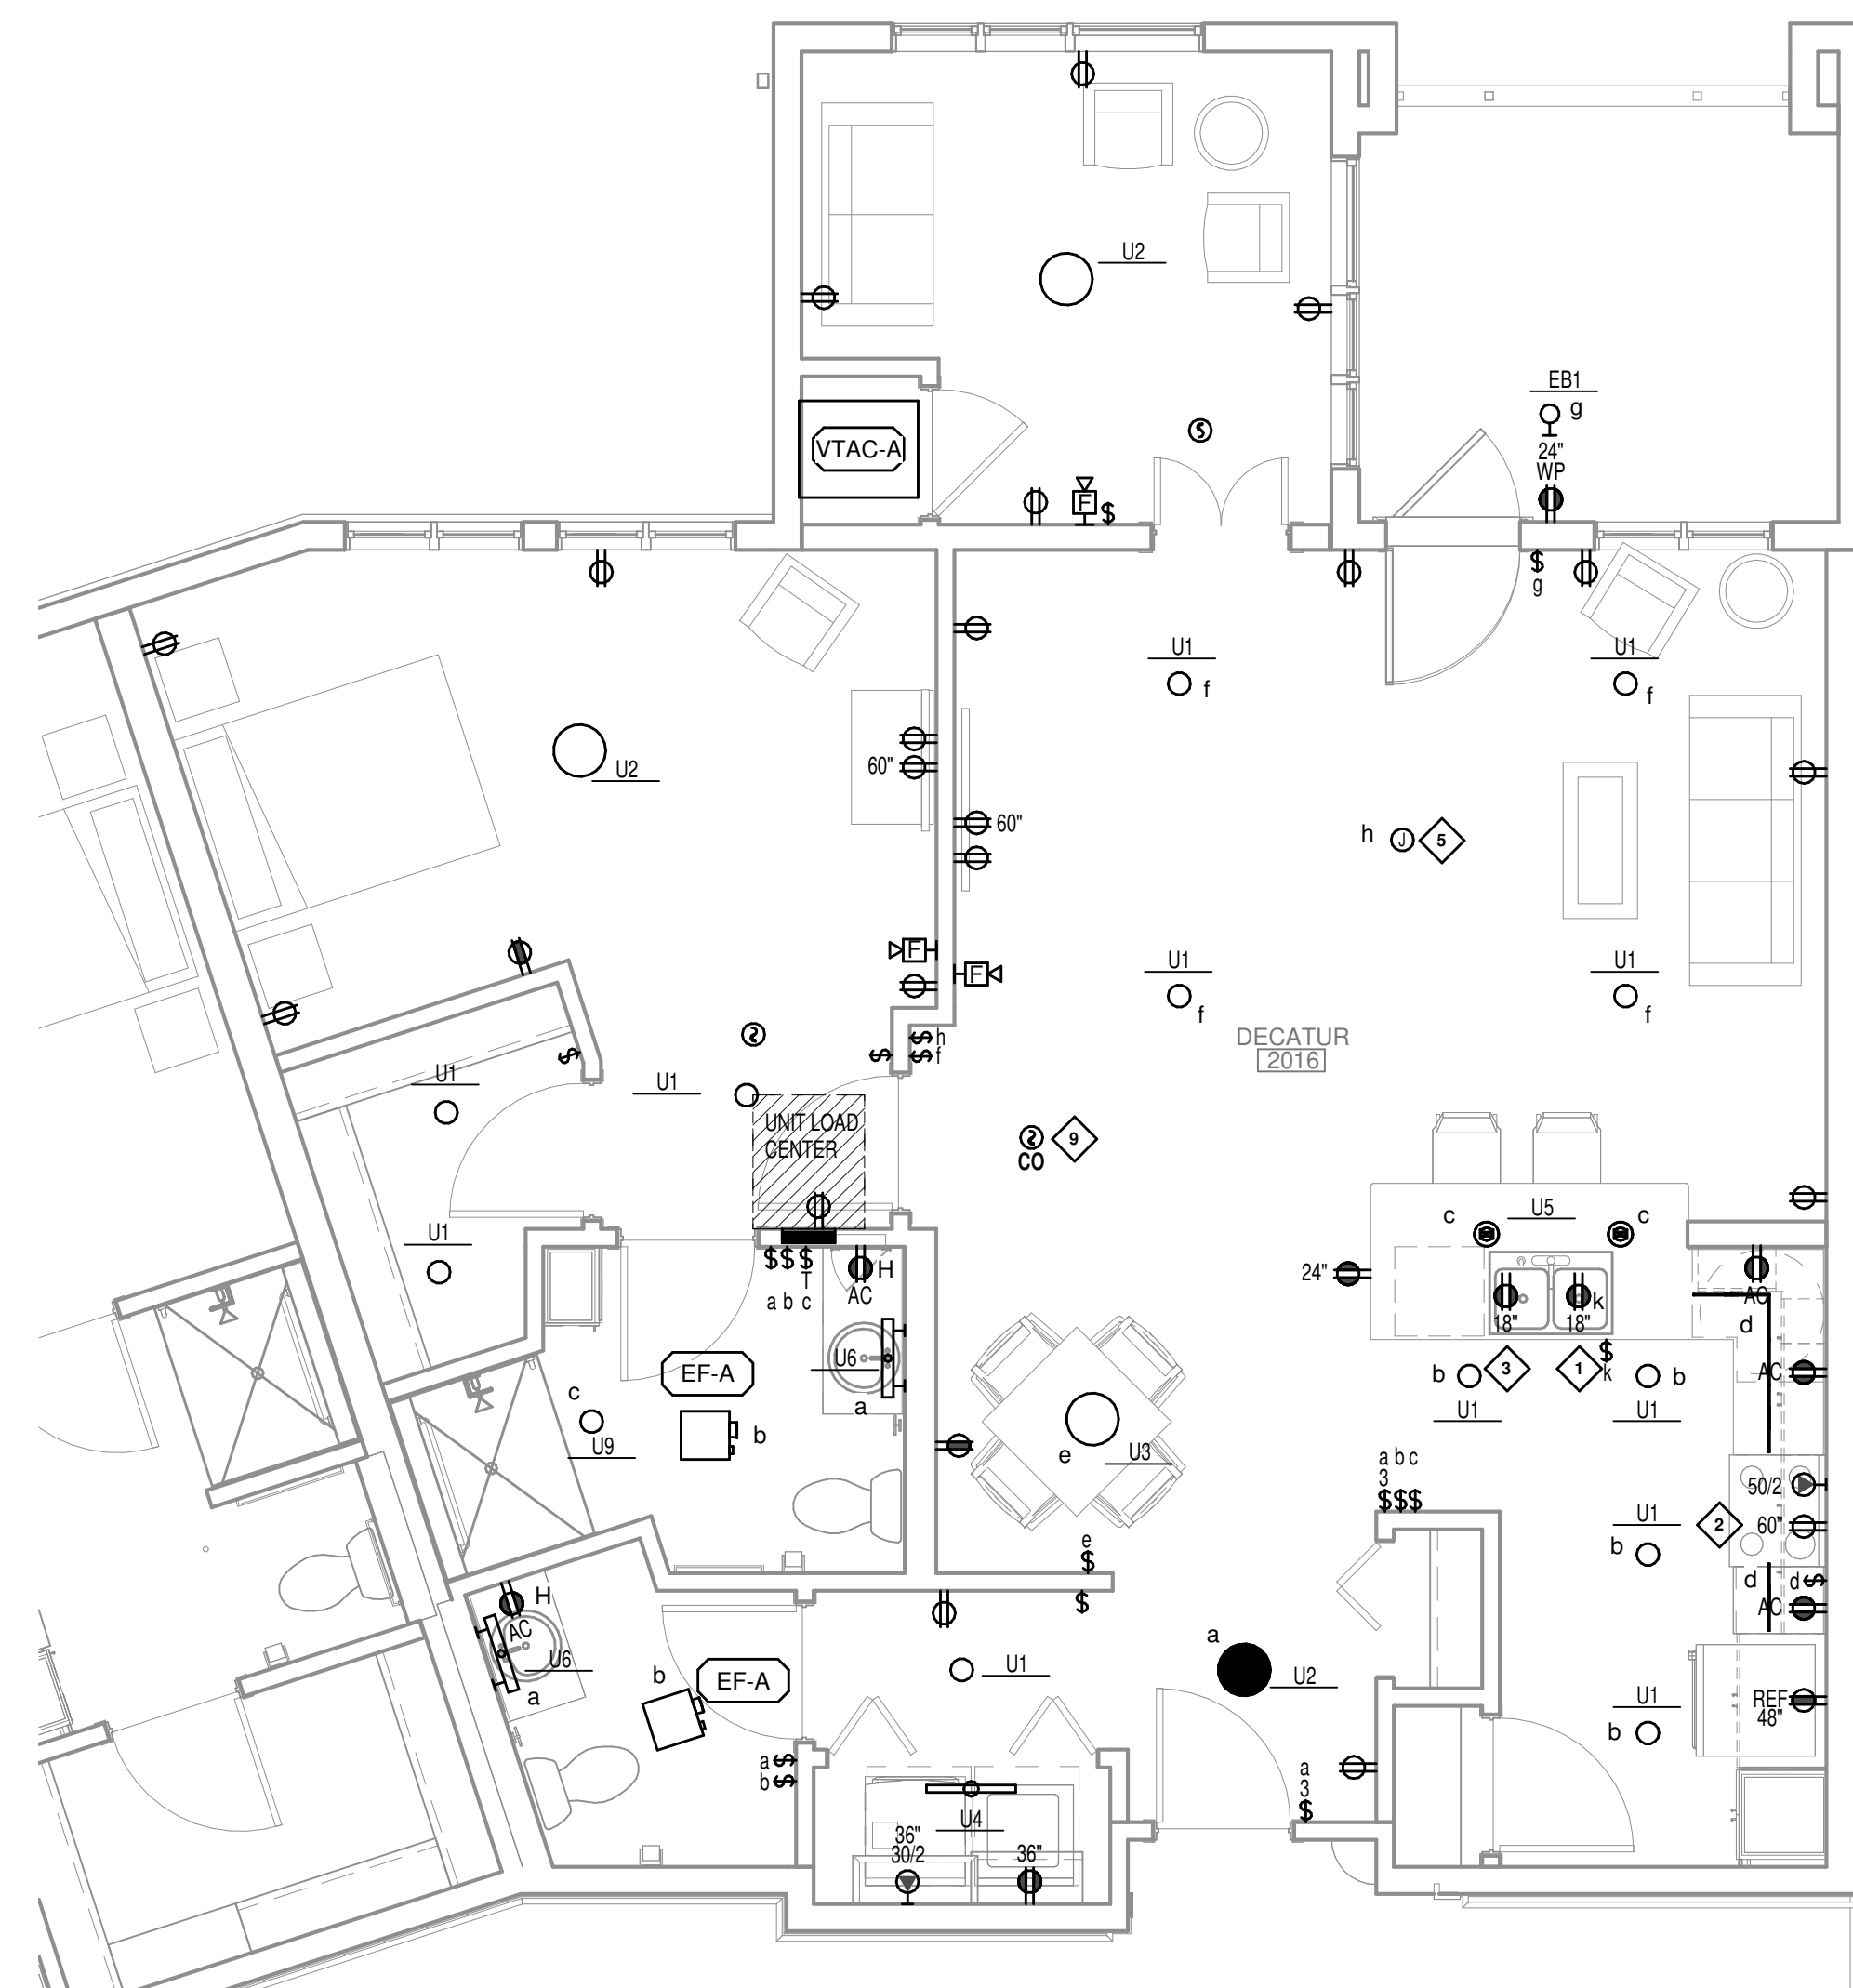 U2
EB1
g
24"
WP
VTAC-A
S
F
$
$
g
U1
f
U1
f
U2
60"
60"
h
J
5
F
F
U1
f
U1
f
DECATUR
2016
$ h
$ f
$
$
S
U1
U1
UNIT LOAD
CENTER
S
CO
9
U1
$ $ $
T
a b c
H
AC
U5
c
c
24"
18"
18"
k
AC
d
$
k
b
3
1
b
U1
U1
AC
EF-A
U6
a
c
U9
b
e
U3
a b c
3
$ $ $
50/2
60"
2
U1
b
d
d $
AC
e
$
$
H
AC
U6
a
b
EF-A
U1
a
U2
U1
b
REF
48"
a $
b $
a
3
$
U4
36"
30/2
36"